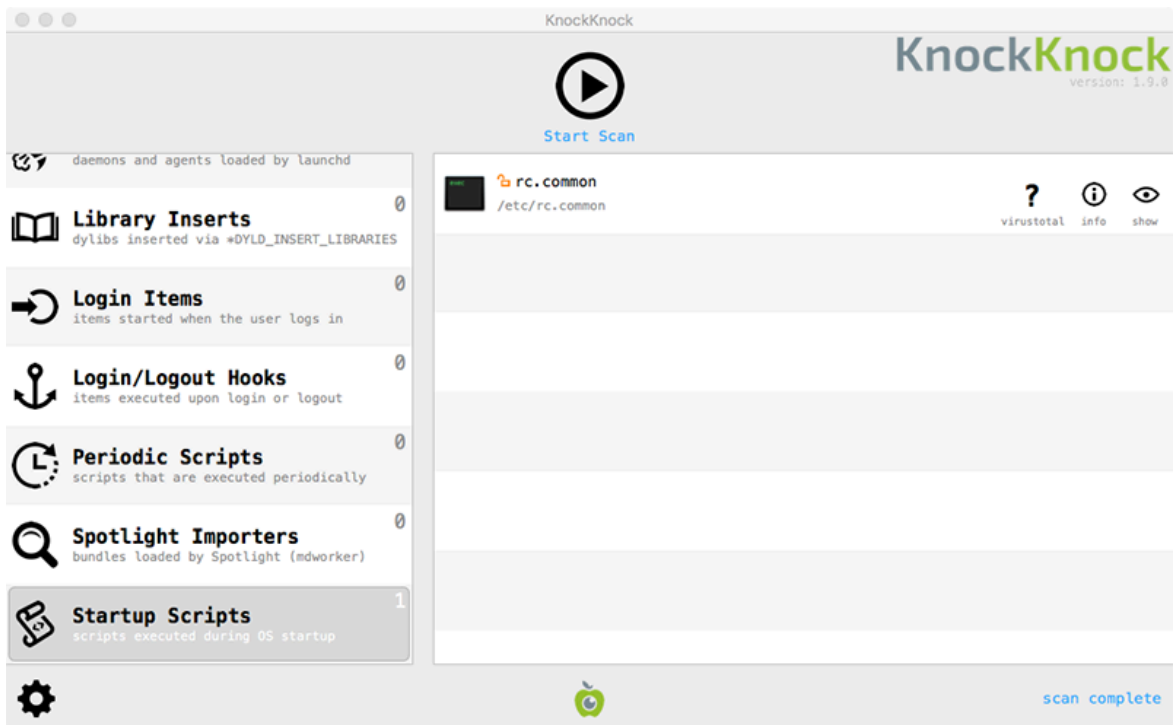 KnockKnock
KnockKnock
version: 1.9.0
Start Scan
daemons and agents loaded by launchd
Library Inserts
0
dylibs inserted via *DYLD_INSERT_LIBRARIES
Login Items
0
items started when the user logs in
Login/Logout Hooks
0
items executed upon login or logout
Periodic Scripts
0
scripts that are executed periodically
Spotlight Importers
0
bundles loaded by Spotlight (mdworker)
Startup Scripts
1
scripts executed during OS startup
rc.common
/etc/rc.common
?
virustotal
info
show
scan complete